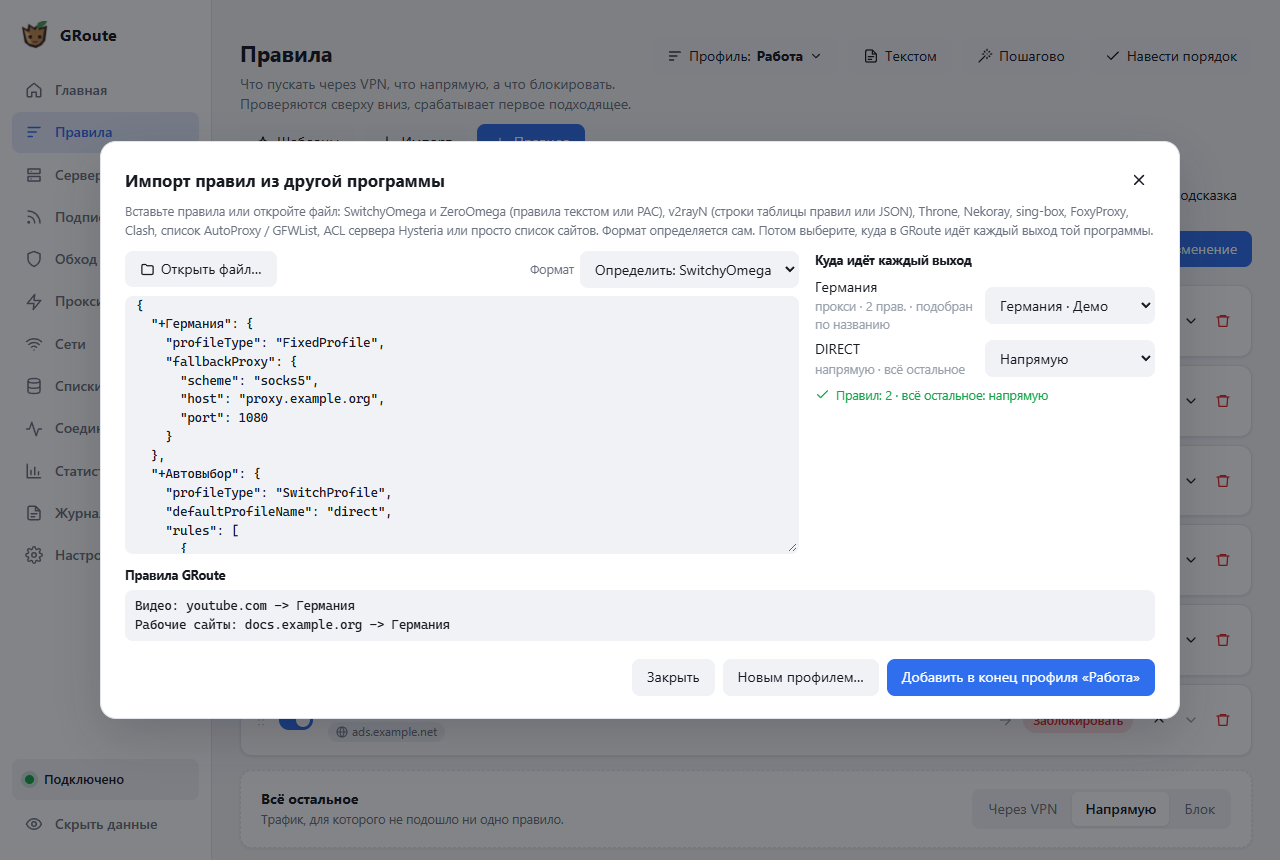 GRoute
Главная
Правила
Подключено
Скрыть данные
Правила
Что пускать через VPN, что напрямую, а что блокировать.
Проверяются сверху вниз, срабатывает первое подходящее.
Профиль: Работа
Текстом
Пошагово
Навести порядок
Импорт правил из другой программы
Вставьте правила или откройте файл: SwitchyOmega и ZeroOmega (правила текстом или PAC), v2rayN (строки таблицы правил или JSON), Throne, Nekoray, sing-box, FoxyProxy,
Clash, список AutoProxy / GFWList, ACL сервера Hysteria или просто список сайтов. Формат определяется сам. Потом выберите, куда в GRoute идёт каждый выход той программы.
Открыть файл...
Формат
Определить: SwitchyOmega
{
"+Германия": {
"profileType": "FixedProfile",
"fallbackProxy": {
"scheme": "socks5",
"host": "proxy.example.org",
"port": 1080
}
},
"+Автовыбор": {
"profileType": "SwitchProfile",
"defaultProfileName": "direct",
"rules": [
{
Куда идёт каждый выход
Германия
прокси · 2 прав. · подобран
по названию
Германия · Демо
DIRECT
напрямую · всё остальное
Напрямую
Правил: 2 · всё остальное: напрямую
Правила GRoute
Видео: youtube.com -> Германия
Рабочие сайты: docs.example.org -> Германия
Закрыть
Новым профилем...
Добавить в конец профиля «Работа»
Заблокировать
ads.example.net
Всё остальное
Трафик, для которого не подошло ни одно правило.
Через VPN
Напрямую
Блок